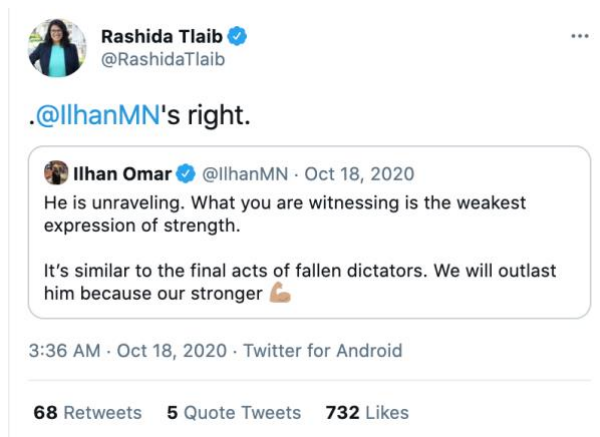 Rashida Tlaib
@RashidaTlaib
.@IlhanMN's right.
Ilhan Omar @IlhanMN · Oct 18, 2020
He is unraveling. What you are witnessing is the weakest
expression of strength.
It's similar to the final acts of fallen dictators. We will outlast
him because our stronger 💪🏽
3:36 AM · Oct 18, 2020 · Twitter for Android
68 Retweets 5 Quote Tweets 732 Likes